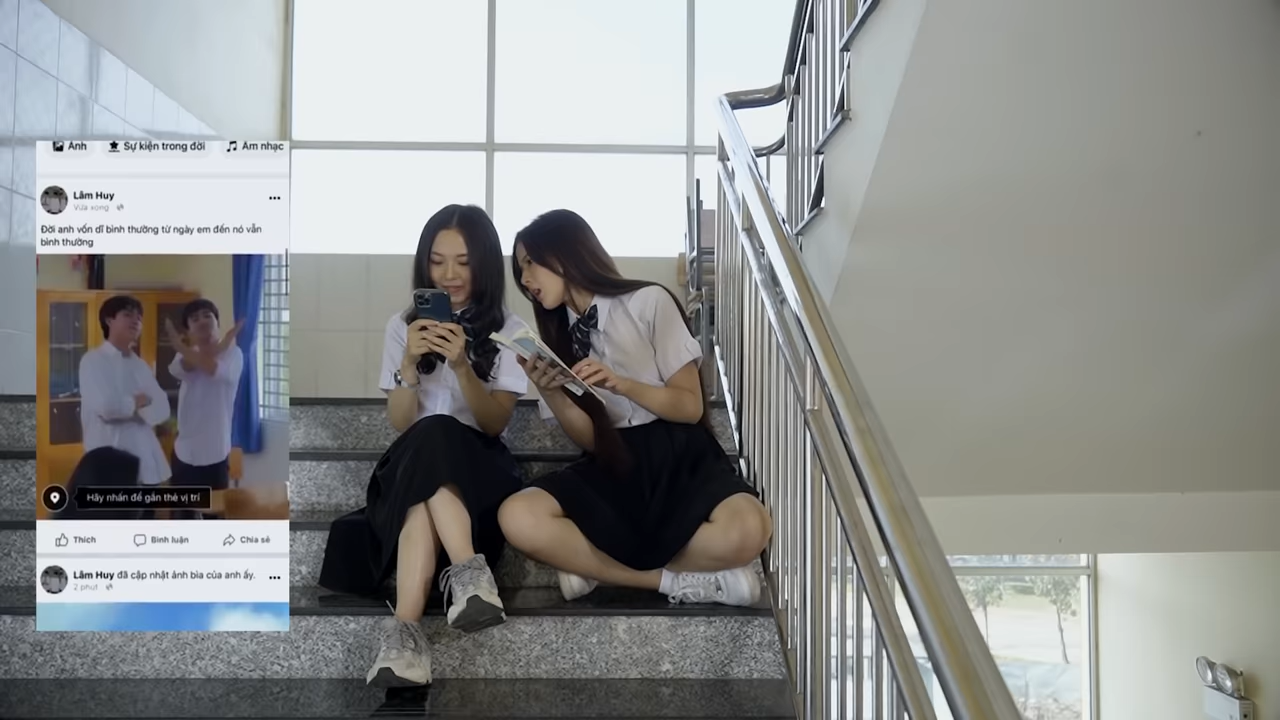 Ảnh Sự kiện trong đời Âm nhạc
Lâm Huy
Vừa xong
Đời anh vốn dĩ bình thường từ ngày em đến nó vẫn
bình thường
Hãy nhấn để gắn thẻ vị trí
Thích Bình luận Chia sẻ
Lâm Huy đã cập nhật ảnh bìa của anh ấy.
2 phút